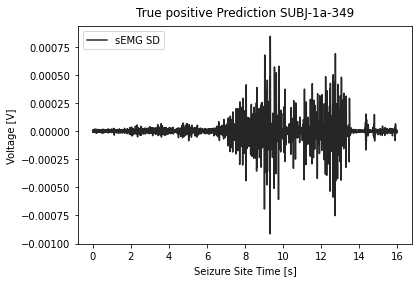 True positive Prediction SUBJ-1a-349
sEMG SD
Voltage [V]
0.00075
0.00050
0.00025
0.00000
−0.00025
−0.00050
−0.00075
−0.00100
0 2 4 6 8 10 12 14 16
Seizure Site Time [s]